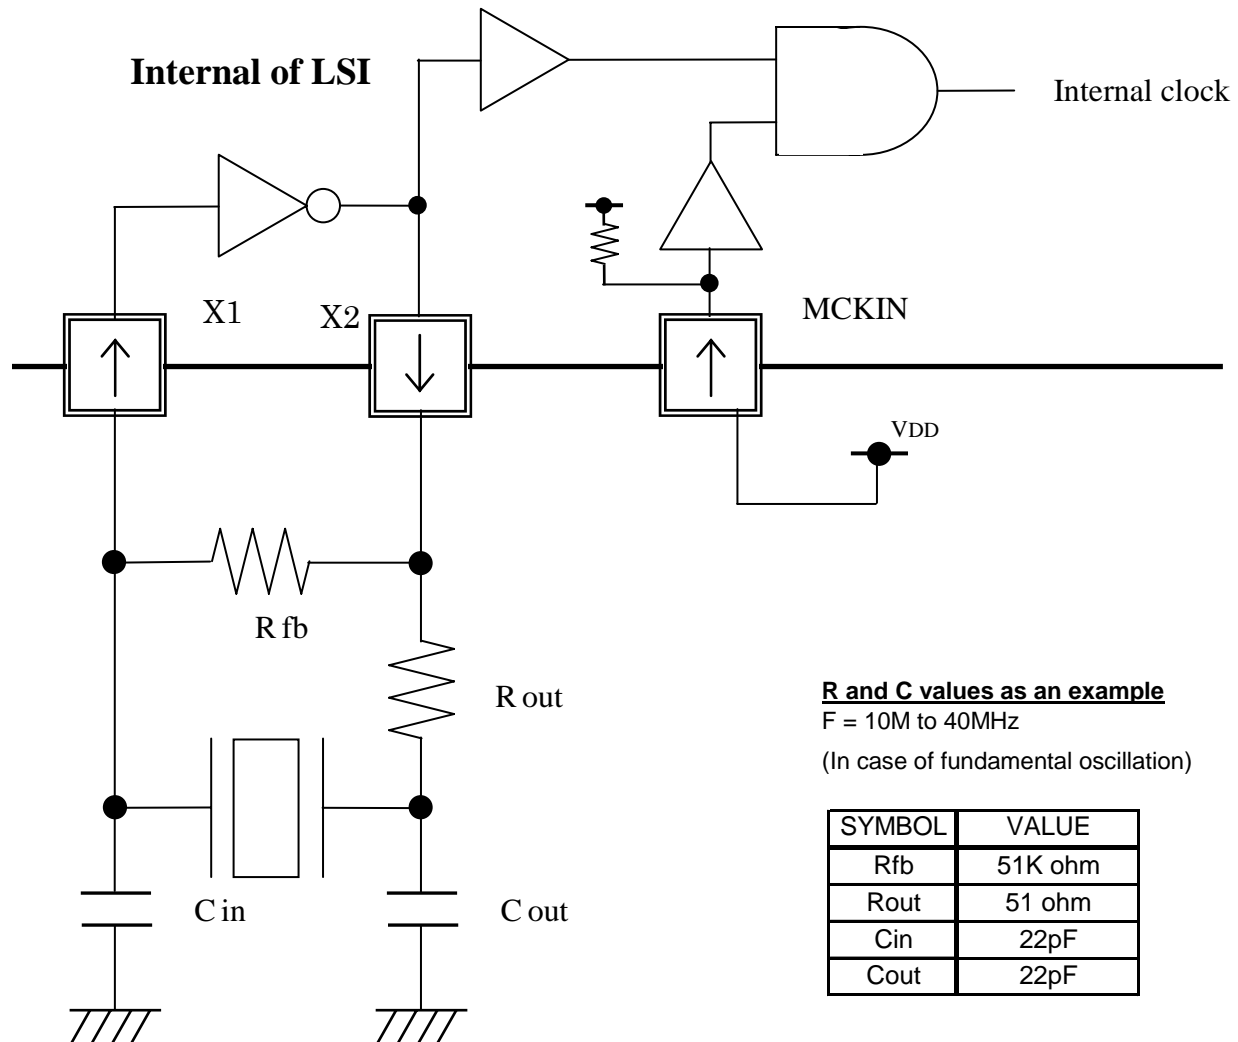 Internal of LSI
Internal clock
X1
X2
MCKIN
VDD
R fb
R out
R and C values as an example
F = 10M to 40MHz
(In case of fundamental oscillation)
SYMBOL VALUE
Rfb 51K ohm
Rout 51 ohm
Cin 22pF
Cout 22pF
C in
C out